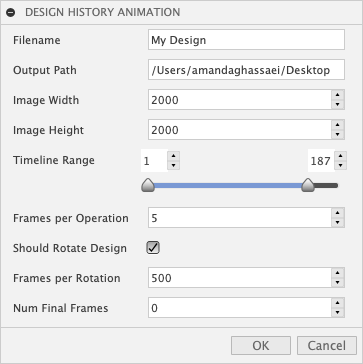 DESIGN HISTORY ANIMATION
Filename My Design
Output Path /Users/amandaghassaei/Desktop
Image Width 2000
Image Height 2000
Timeline Range 1 187
Frames per Operation 5
Should Rotate Design
Frames per Rotation 500
Num Final Frames 0
OK Cancel